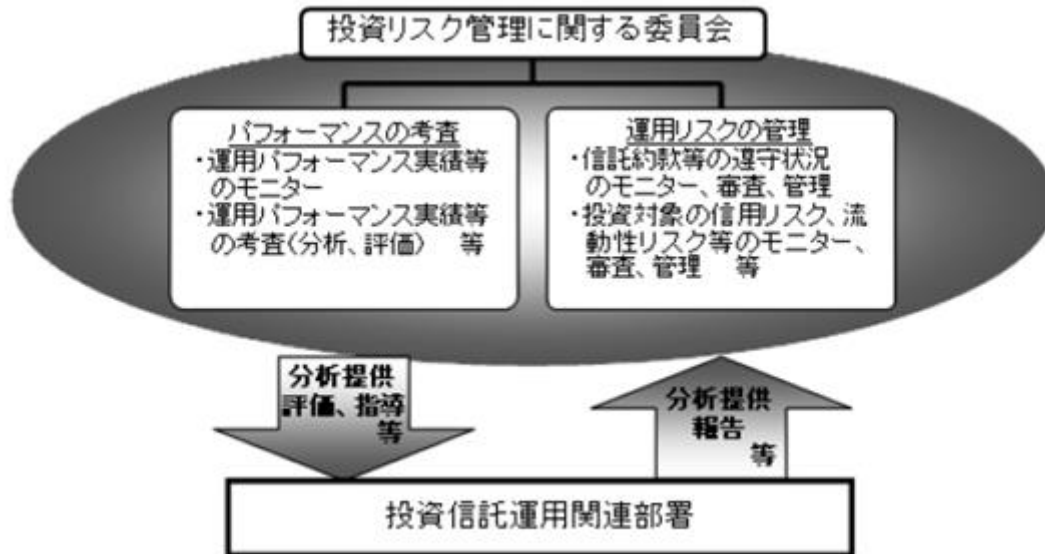 投資リスク管理に関する委員会
パフォーマンスの考査
・運用パフォーマンス実績等
のモニター
・運用パフォーマンス実績等
の考査(分析、評価) 等
運用リスクの管理
・信託約款等の遵守状況
のモニター、審査、管理
・投資対象の信用リスク、流
動性リスク等のモニター、
審査、管理 等
分析提供
評価、指導
等
分析提供
報告
等
投資信託運用関連部署